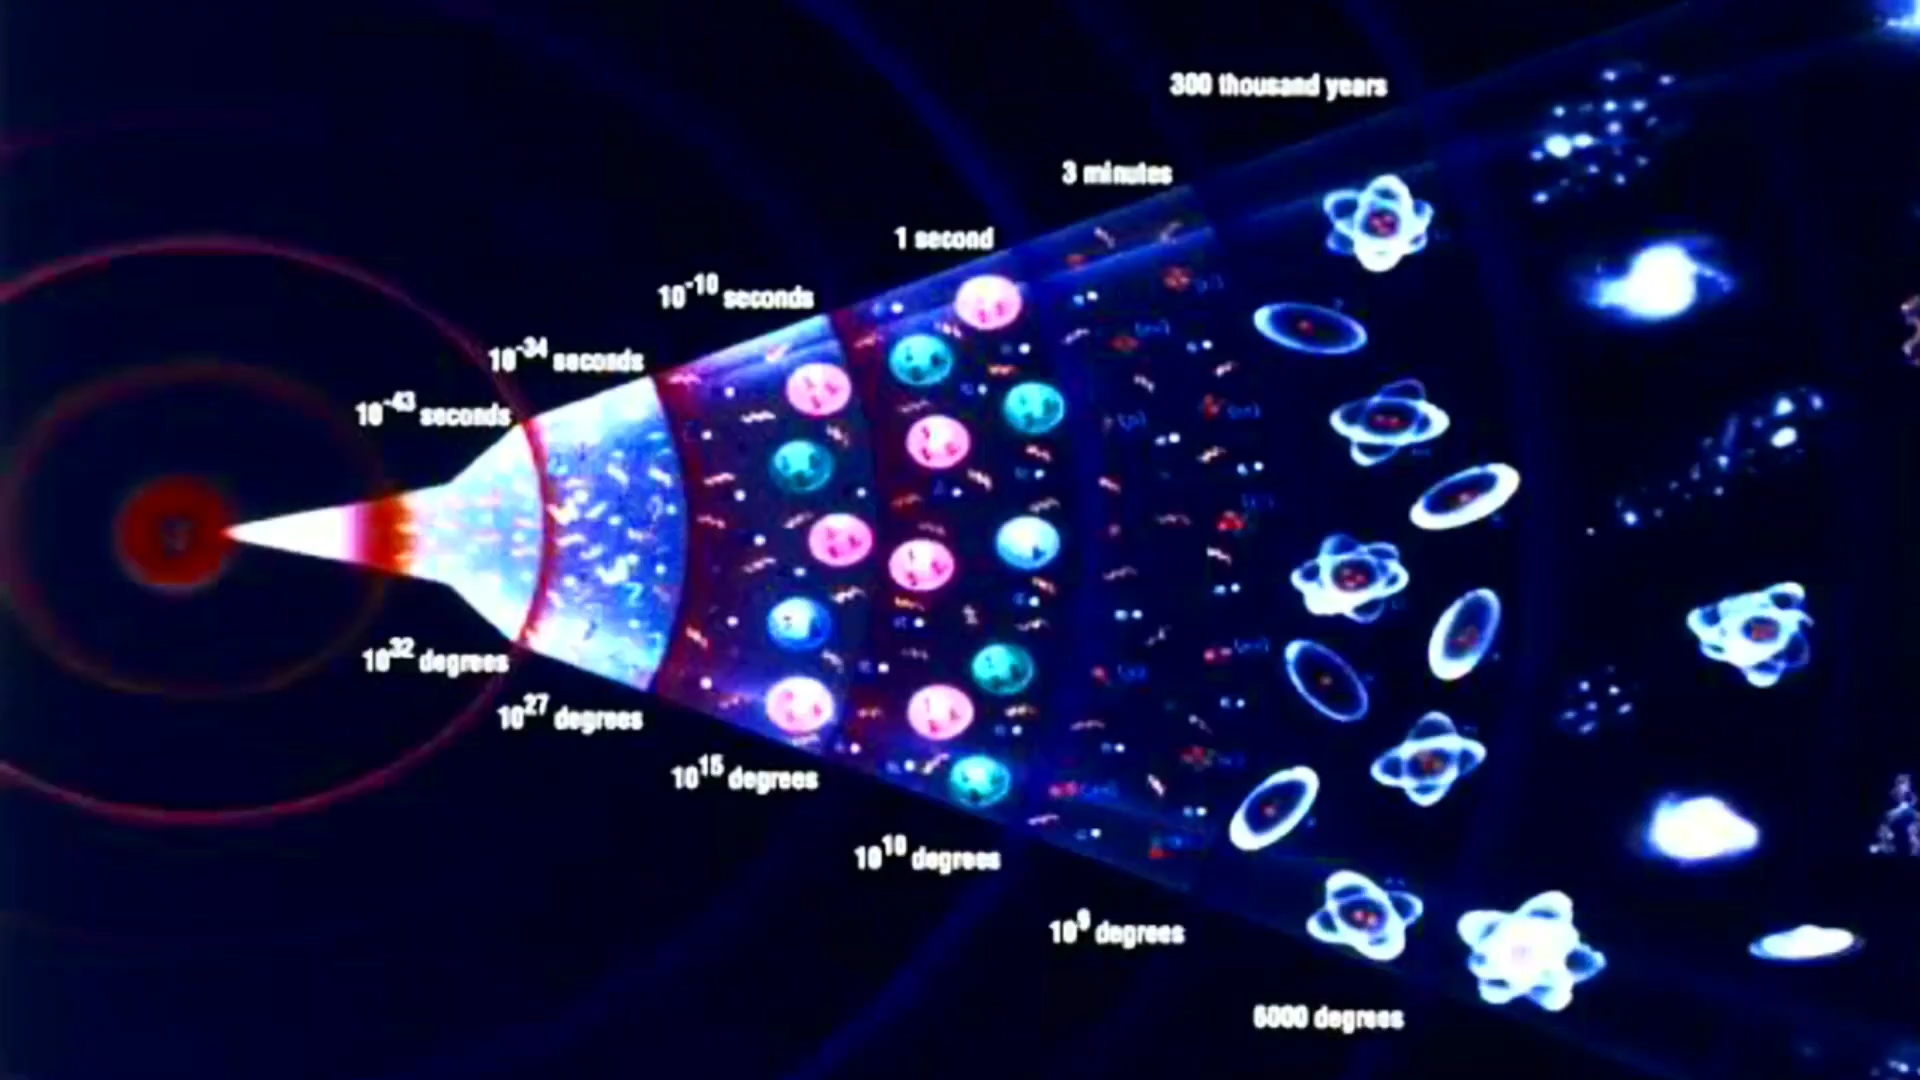 300 thousand years
3 minutes
1 second
10⁻¹⁰ seconds
10⁻³⁴ seconds
10⁻⁴³ seconds
10³² degrees
10²⁷ degrees
10¹⁵ degrees
10¹⁰ degrees
10⁹ degrees
6000 degrees